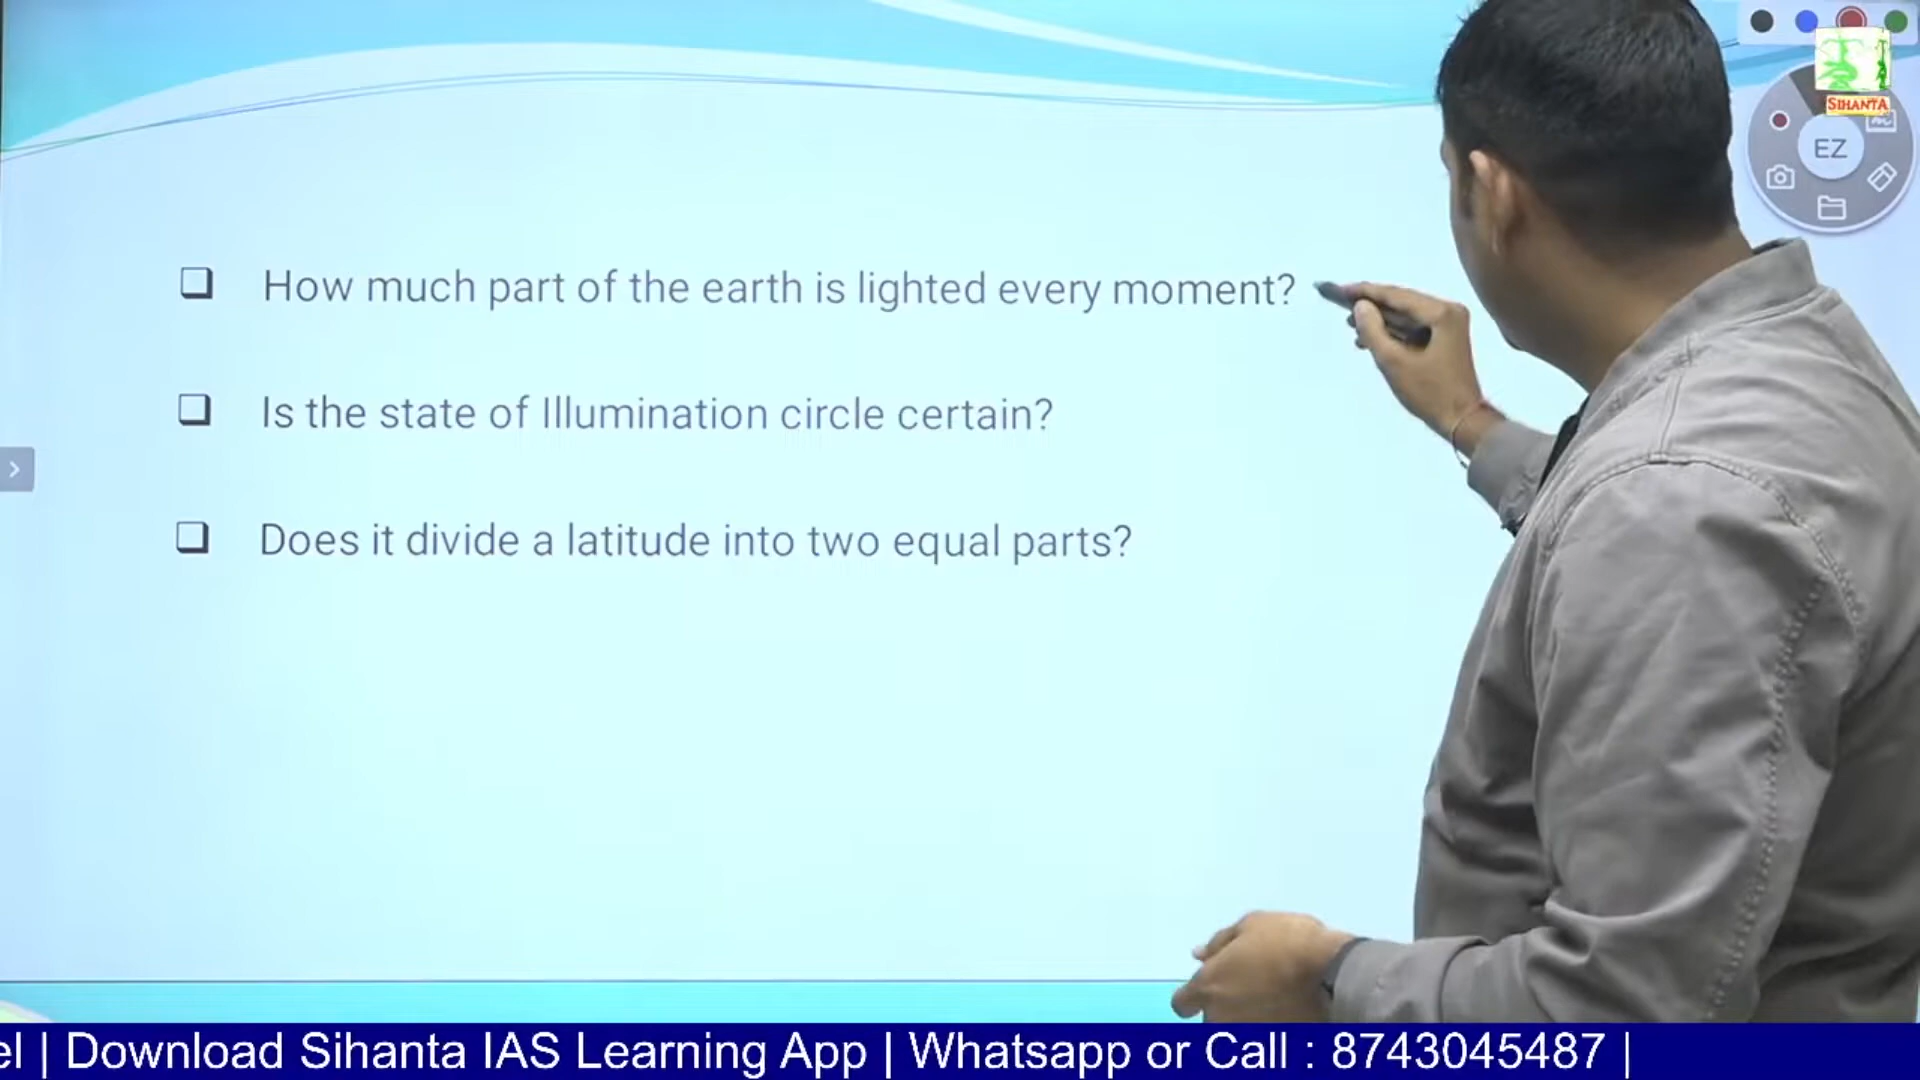 SIHANTA
EZ
How much part of the earth is lighted every moment?
Is the state of Illumination circle certain?
Does it divide a latitude into two equal parts?
el | Download Sihanta IAS Learning App | Whatsapp or Call : 8743045487 |